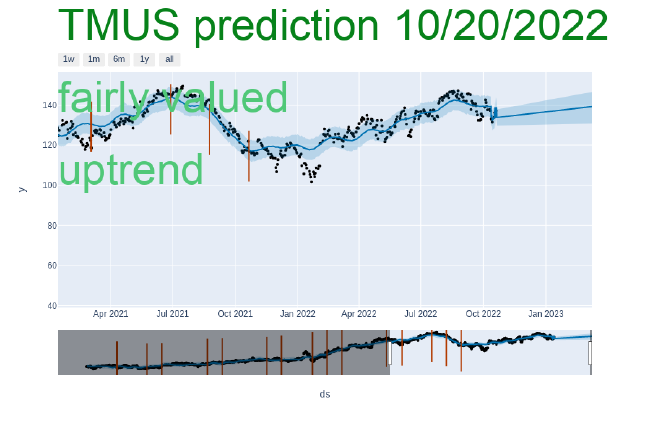 TMUS prediction 10/20/2022
1w 1m 6m 1y all
fairly valued
uptrend
140
120
100
80
60
40
y
Apr 2021 Jul 2021 Oct 2021 Jan 2022 Apr 2022 Jul 2022 Oct 2022 Jan 2023
ds